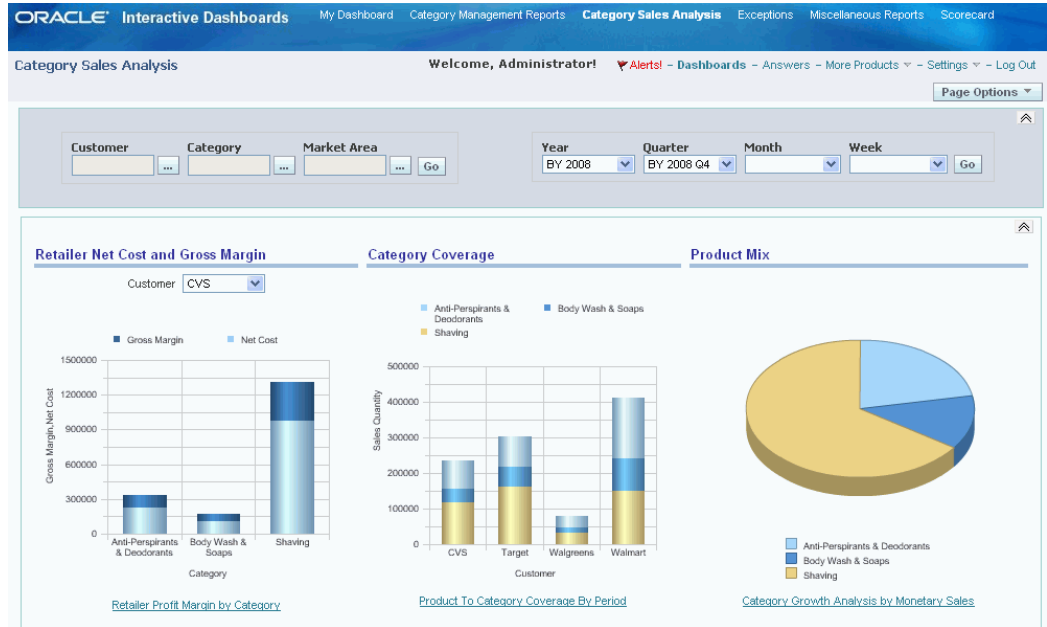 ORACLE Interactive Dashboards
My Dashboard Category Management Reports Category Sales Analysis Exceptions Miscellaneous Reports Scorecard
Category Sales Analysis
Welcome, Administrator! Alerts! - Dashboards - Answers - More Products - Settings - Log Out
Page Options
Customer Category Market Area
... ... ... Go
Year Quarter Month Week
BY 2008 BY 2008 Q4 Go
Retailer Net Cost and Gross Margin
Customer CVS
Gross Margin Net Cost
Gross Margin,Net Cost
1500000
1200000
900000
600000
300000
0
Anti-Perspirants & Deodorants
Body Wash & Soaps
Shaving
Category
Retailer Profit Margin by Category
Category Coverage
Anti-Perspirants & Deodorants
Body Wash & Soaps
Shaving
Sales Quantity
500000
400000
300000
200000
100000
0
CVS Target Walgreens Walmart
Customer
Product To Category Coverage By Period
Product Mix
Anti-Perspirants & Deodorants
Body Wash & Soaps
Shaving
Category Growth Analysis by Monetary Sales